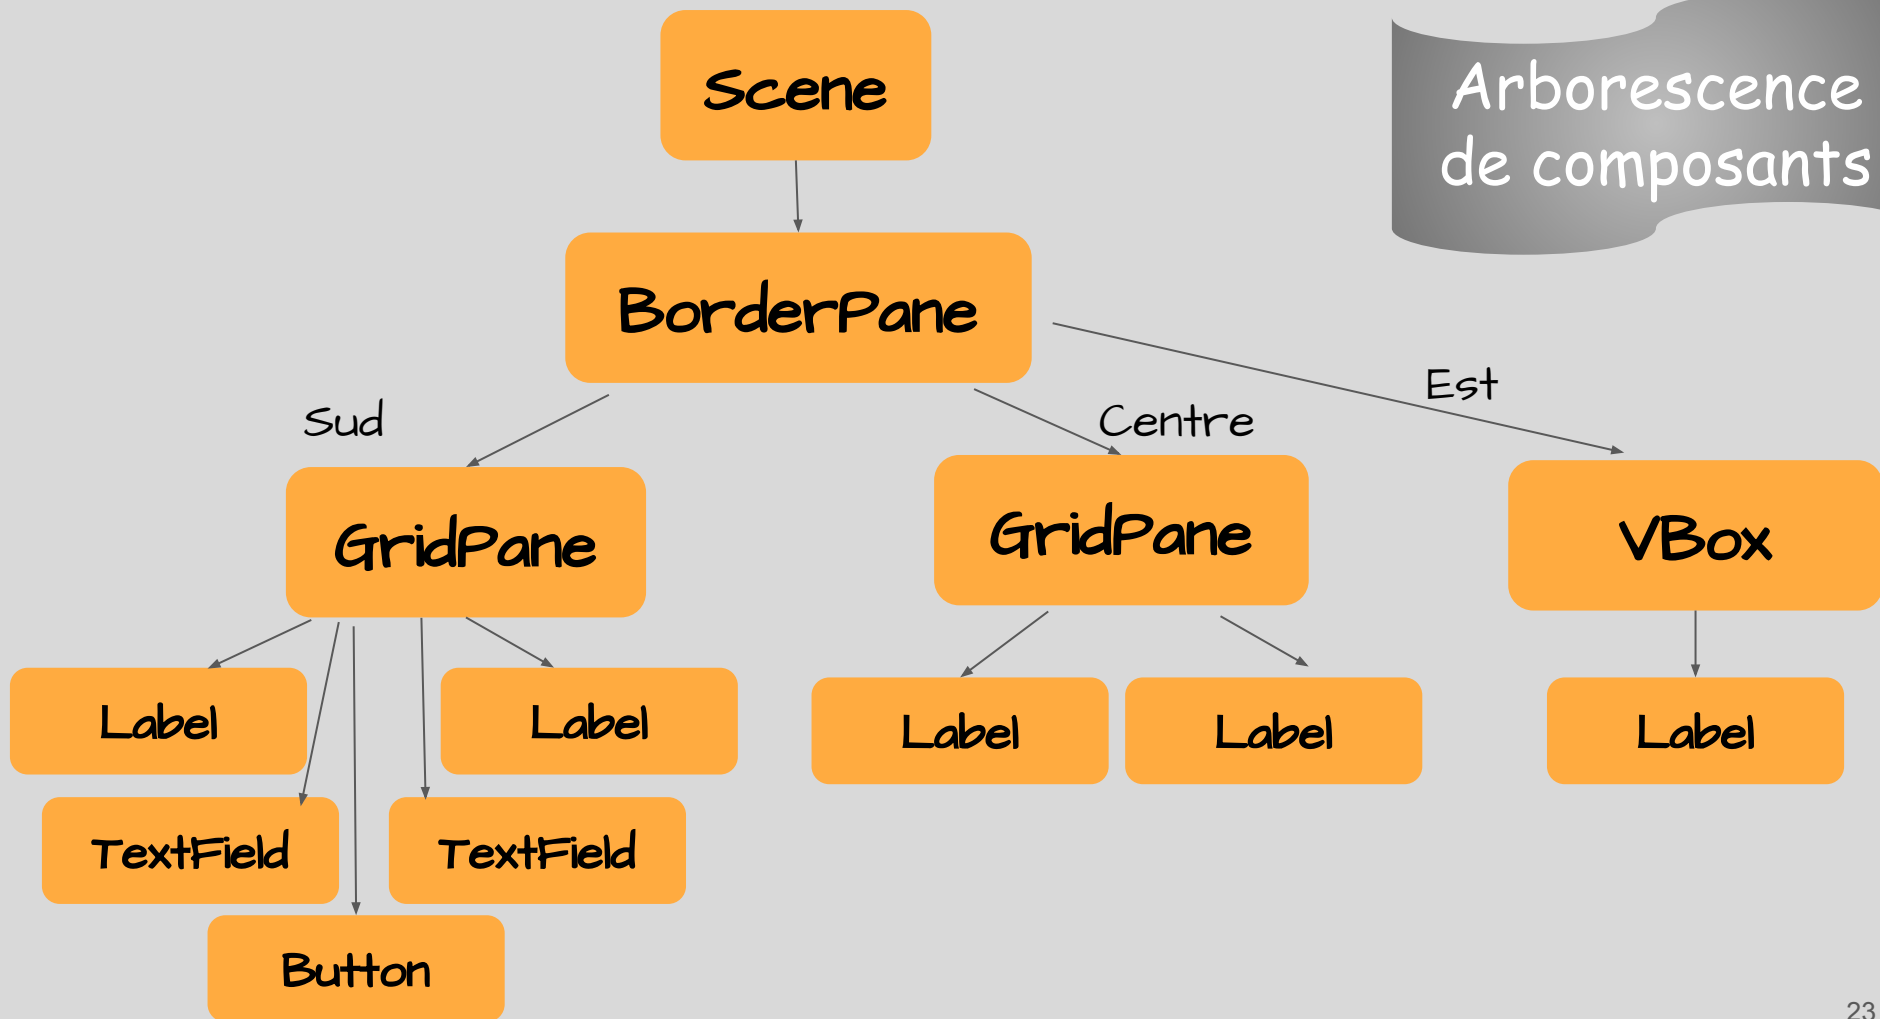 Scene
Arborescence
de composants
BorderPane
Est
Sud
Centre
GridPane
GridPane
VBox
Label
Label
Label
Label
Label
TextField
TextField
Button
23